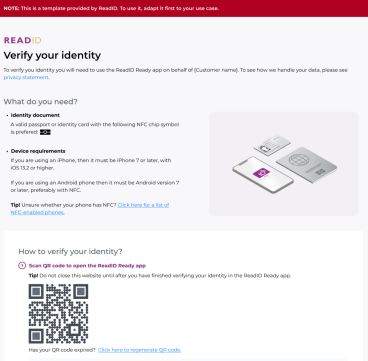 NOTE: This is a template provided by ReadID. To use it, adapt it first to your use case.
READID
Verify your identity
To verify you identity you will need to use the ReadID Ready app on behalf of {Customer name}. To see how we handle your data, please see
privacy statement.
What do you need?
• Identity document
A valid passport or identity card with the following NFC chip symbol
is prefered:
• Device requirements
If you are using an iPhone, then it must be iPhone 7 or later, with
iOS 13.2 or higher.
If you are using an Android phone then it must be Android version 7
or later, preferably with NFC.
Tip! Unsure whether your phone has NFC? Click here for a list of
NFC-enabled phones.
How to verify your identity?
1 Scan QR code to open the ReadID Ready app
Tip! Do not close this website until after you have finished verifying your identity in the ReadID Ready app.
Has your QR code expired? Click here to regenerate QR code.